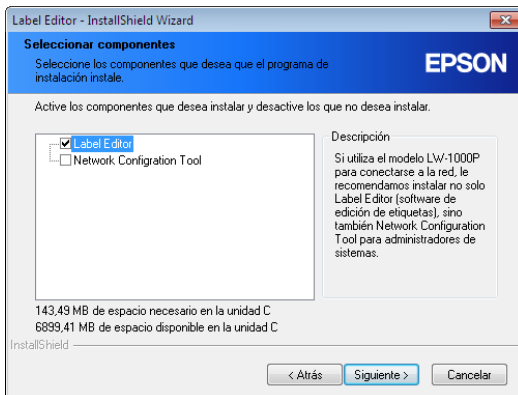 Label Editor - InstallShield Wizard
Seleccionar componentes
Seleccione los componentes que desea que el programa de
instalación instale.
EPSON
Active los componentes que desea instalar y desactive los que no desea instalar.
Label Editor
Network Configration Tool
Descripción
Si utiliza el modelo LW-1000P
para conectarse a la red, le
recomendamos instalar no solo
Label Editor (software de
edición de etiquetas), sino
también Network Configuration
Tool para administradores de
sistemas.
143,49 MB de espacio necesario en la unidad C
6899,41 MB de espacio disponible en la unidad C
InstallShield
< Atrás
Siguiente >
Cancelar